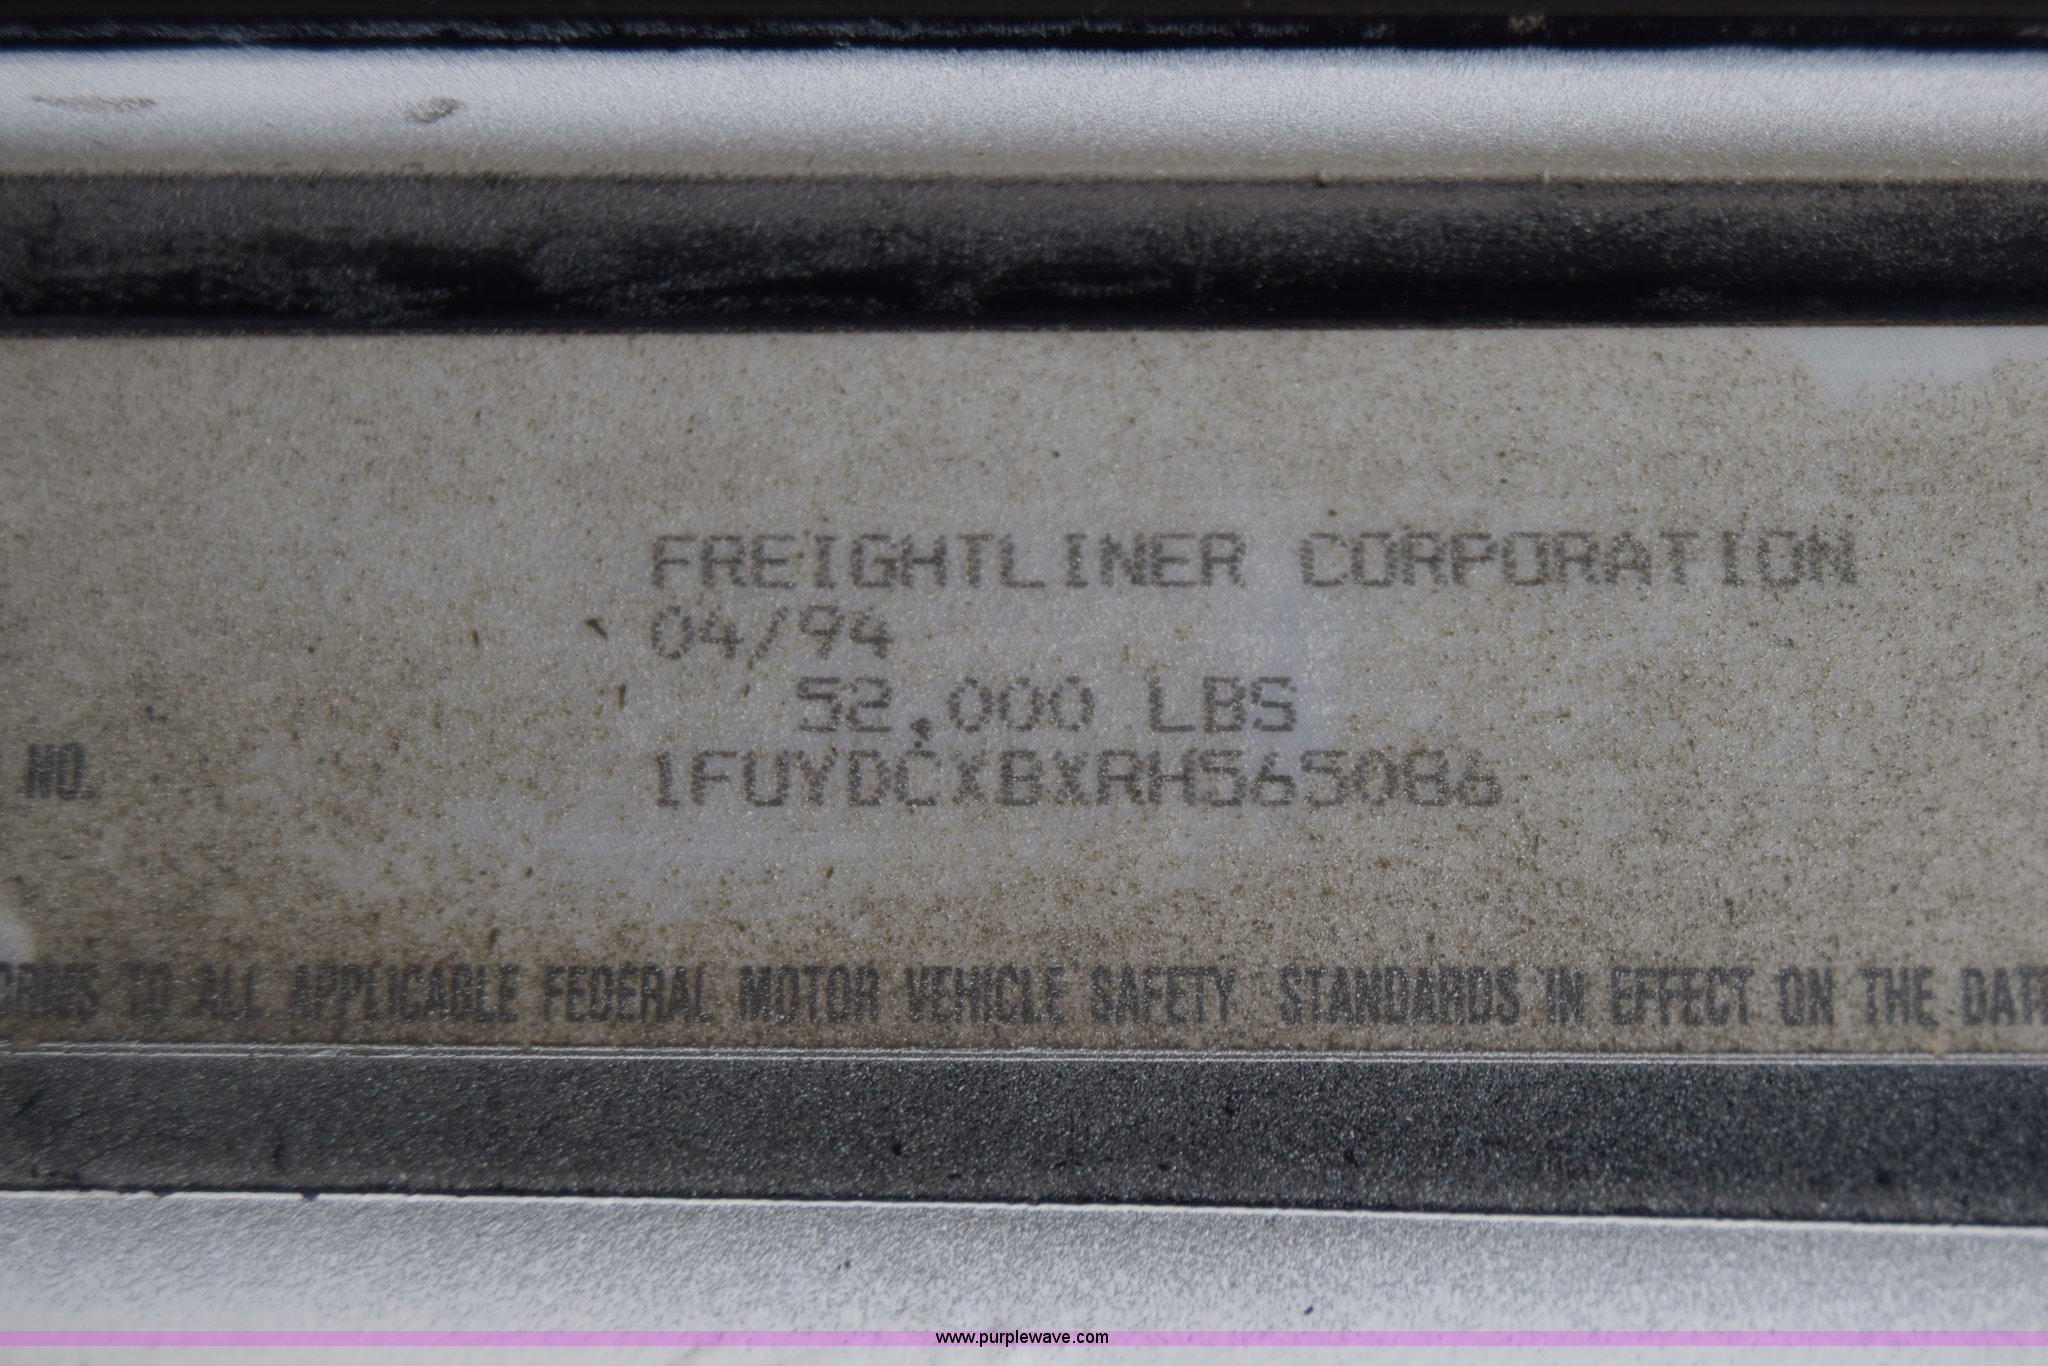 FREIGHTLINER CORPORATION
04/94
52,000 LBS
NO. 1FUYDCXBXRH565086
TO ALL APPLICABLE FEDERAL MOTOR VEHICLE SAFETY STANDARDS IN EFFECT ON THE DATE
www.purplewave.com